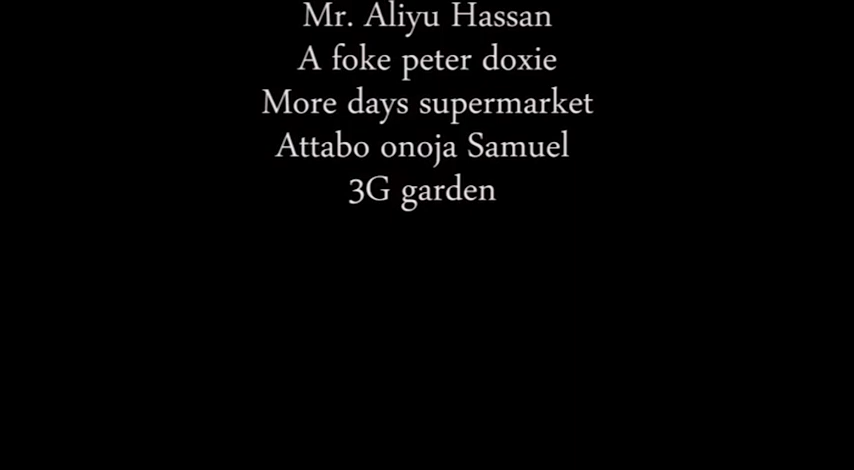 Mr. Aliyu Hassan
A foke peter doxie
More days supermarket
Attabo onoja Samuel
3G garden